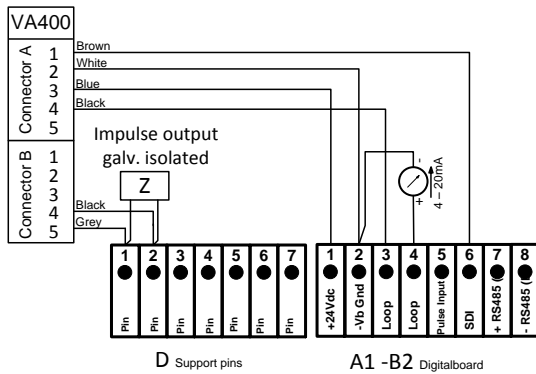 VA400
Connector A
1 Brown
2 White
3 Blue
4 Black
5
Connector B
1
2
3
4 Black
5 Grey
Impulse output
galv. isolated
Z
-
+
4 – 20mA
1 2 3 4 5 6 7
Pin Pin Pin Pin Pin Pin Pin
D Support pins
1 2 3 4 5 6 7 8
+24Vdc
-Vb Gnd
Loop
Loop
Pulse Input
SDI
+ RS485 (
- RS485 (
A1 -B2 Digitalboard